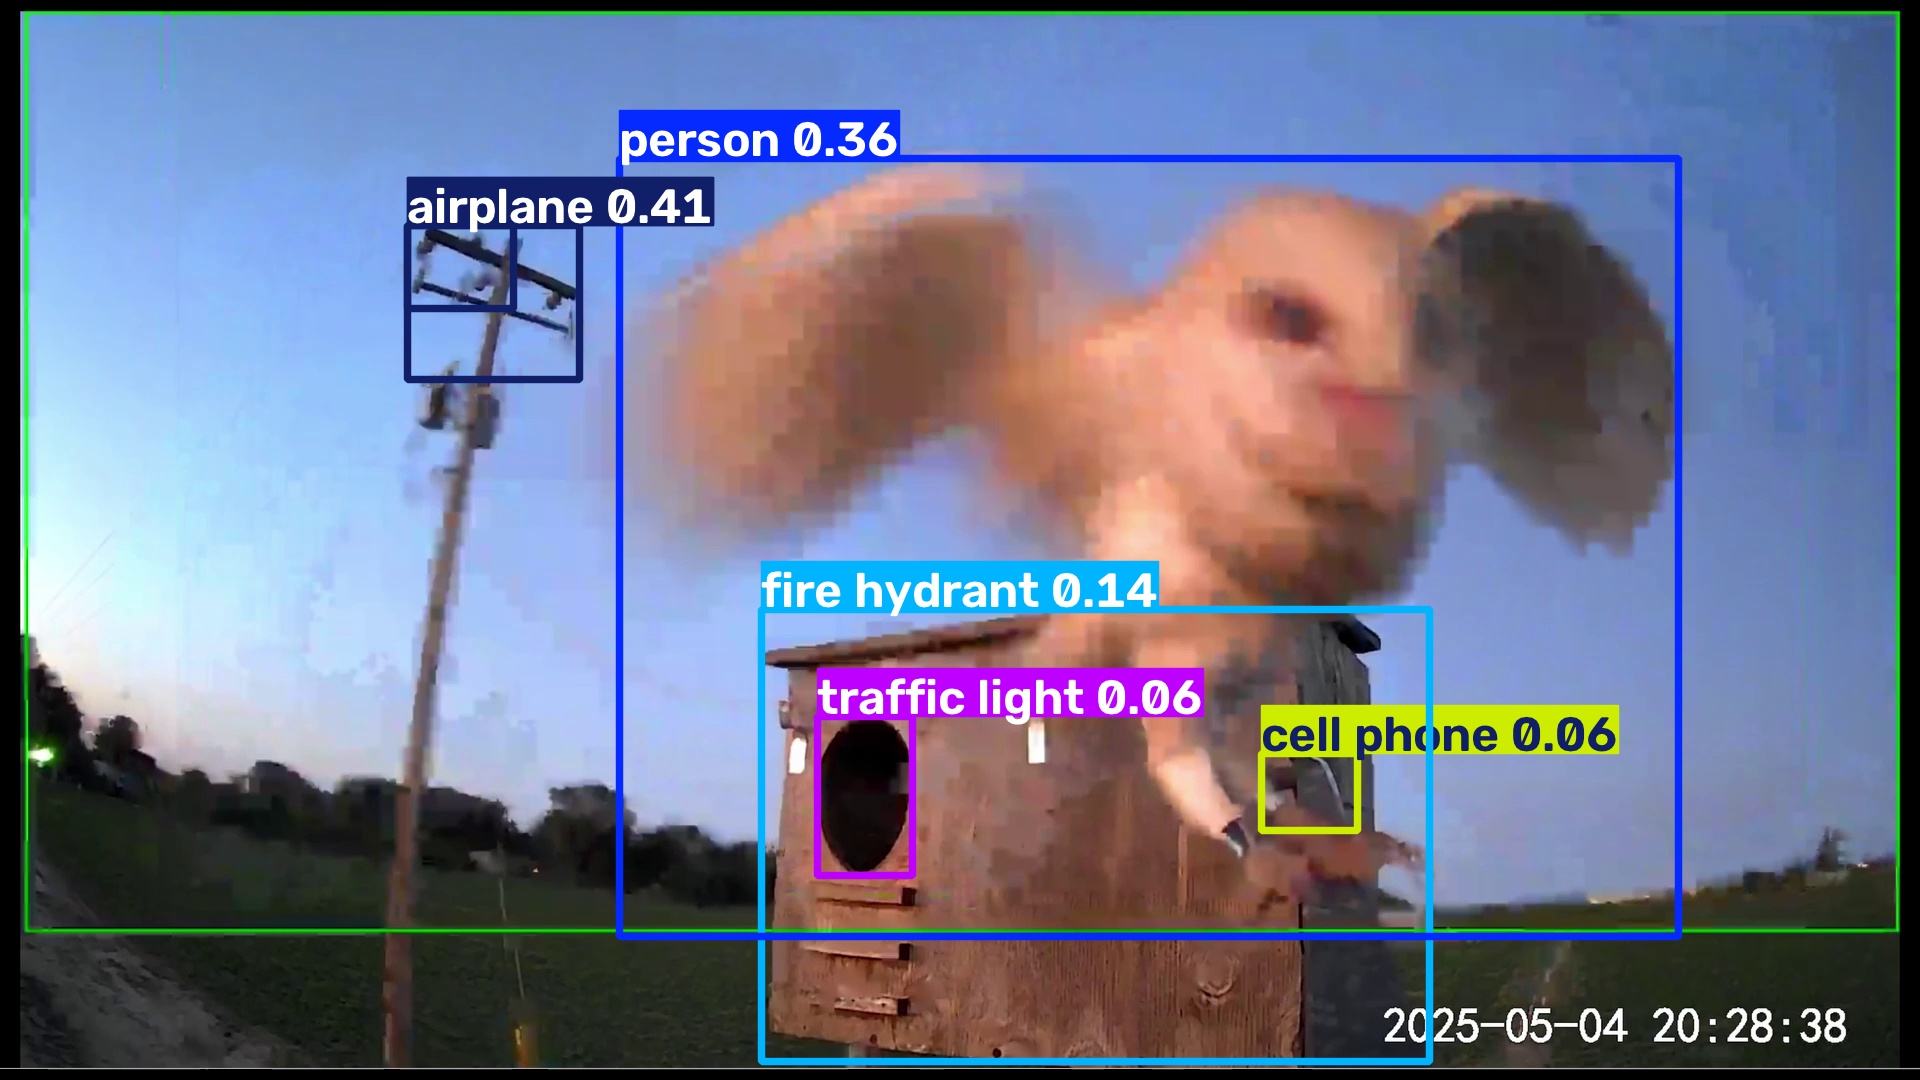 person 0.36
airplane 0.41
fire hydrant 0.14
traffic light 0.06
cell phone 0.06
2025-05-04 20:28:38